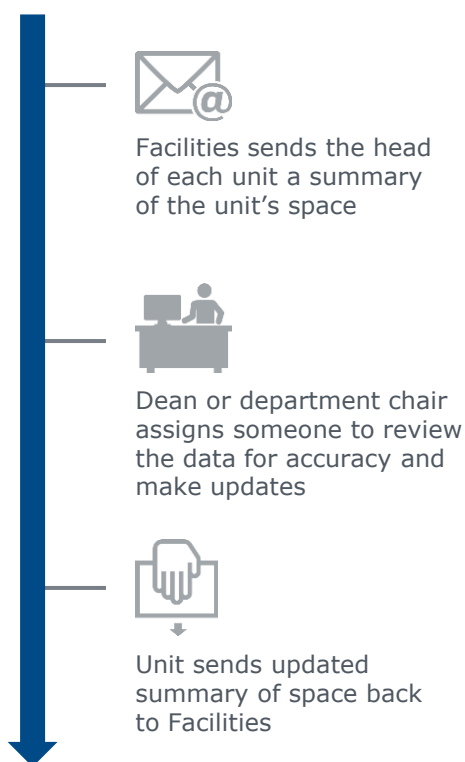 @
Facilities sends the head
of each unit a summary
of the unit's space
Dean or department chair
assigns someone to review
the data for accuracy and
make updates
Unit sends updated
summary of space back
to Facilities